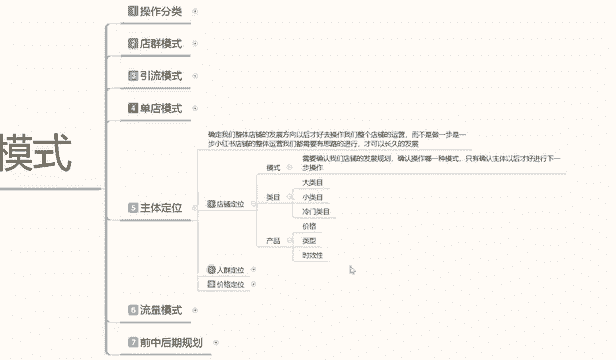 1 操作分类
2 店群模式
3 引流模式
4 单店模式
模式
确定我们整体店铺的发展方向以后才好去操作我们整个店铺的运营，而不是做一步是一
步小红书店铺的整体运营我们都需要有思路的进行，才可以长久的发展
需要确认我们店铺的发展规划，确认操作哪一种模式，只有确认主体以后才好进行下一
步操作
模式
大类目
5 主体定位
店铺定位
类目
小类目
冷门类目
价格
产品
类型
时效性
人群定位
价格定位
6 流量模式
7 前中后期规划